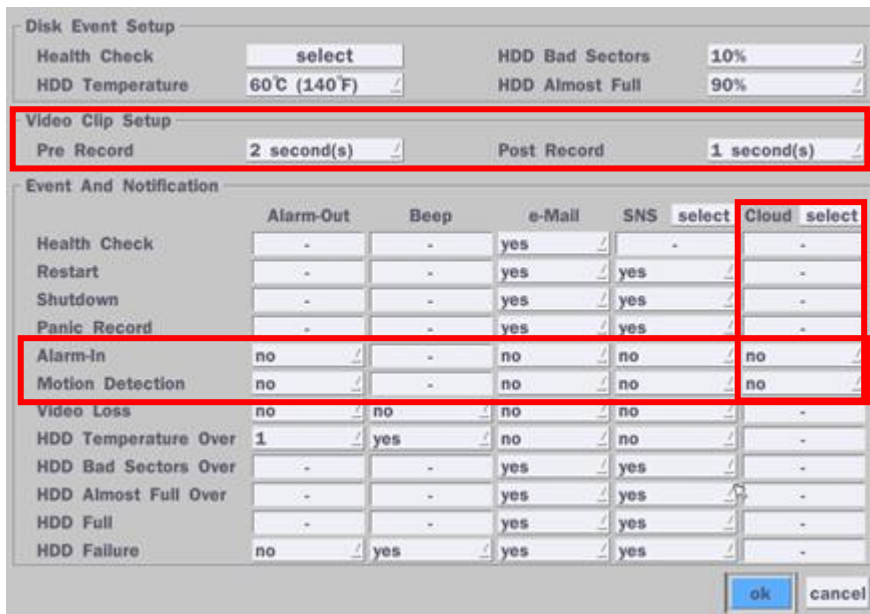 Disk Event Setup
Health Check select HDD Bad Sectors 10%
HDD Temperature 60℃ (140℉) HDD Almost Full 90%
Video Clip Setup
Pre Record 2 second(s) Post Record 1 second(s)
Event And Notification
Alarm-Out Beep e-Mail SNS select Cloud select
Health Check - - yes - -
Restart - - yes yes -
Shutdown - - yes yes -
Panic Record - - yes yes -
Alarm-In no - no no no
Motion Detection no - no no no
Video Loss no no no no -
HDD Temperature Over 1 yes no no -
HDD Bad Sectors Over - - yes yes -
HDD Almost Full Over - - yes yes -
HDD Full - - yes yes -
HDD Failure no yes yes yes -
ok cancel